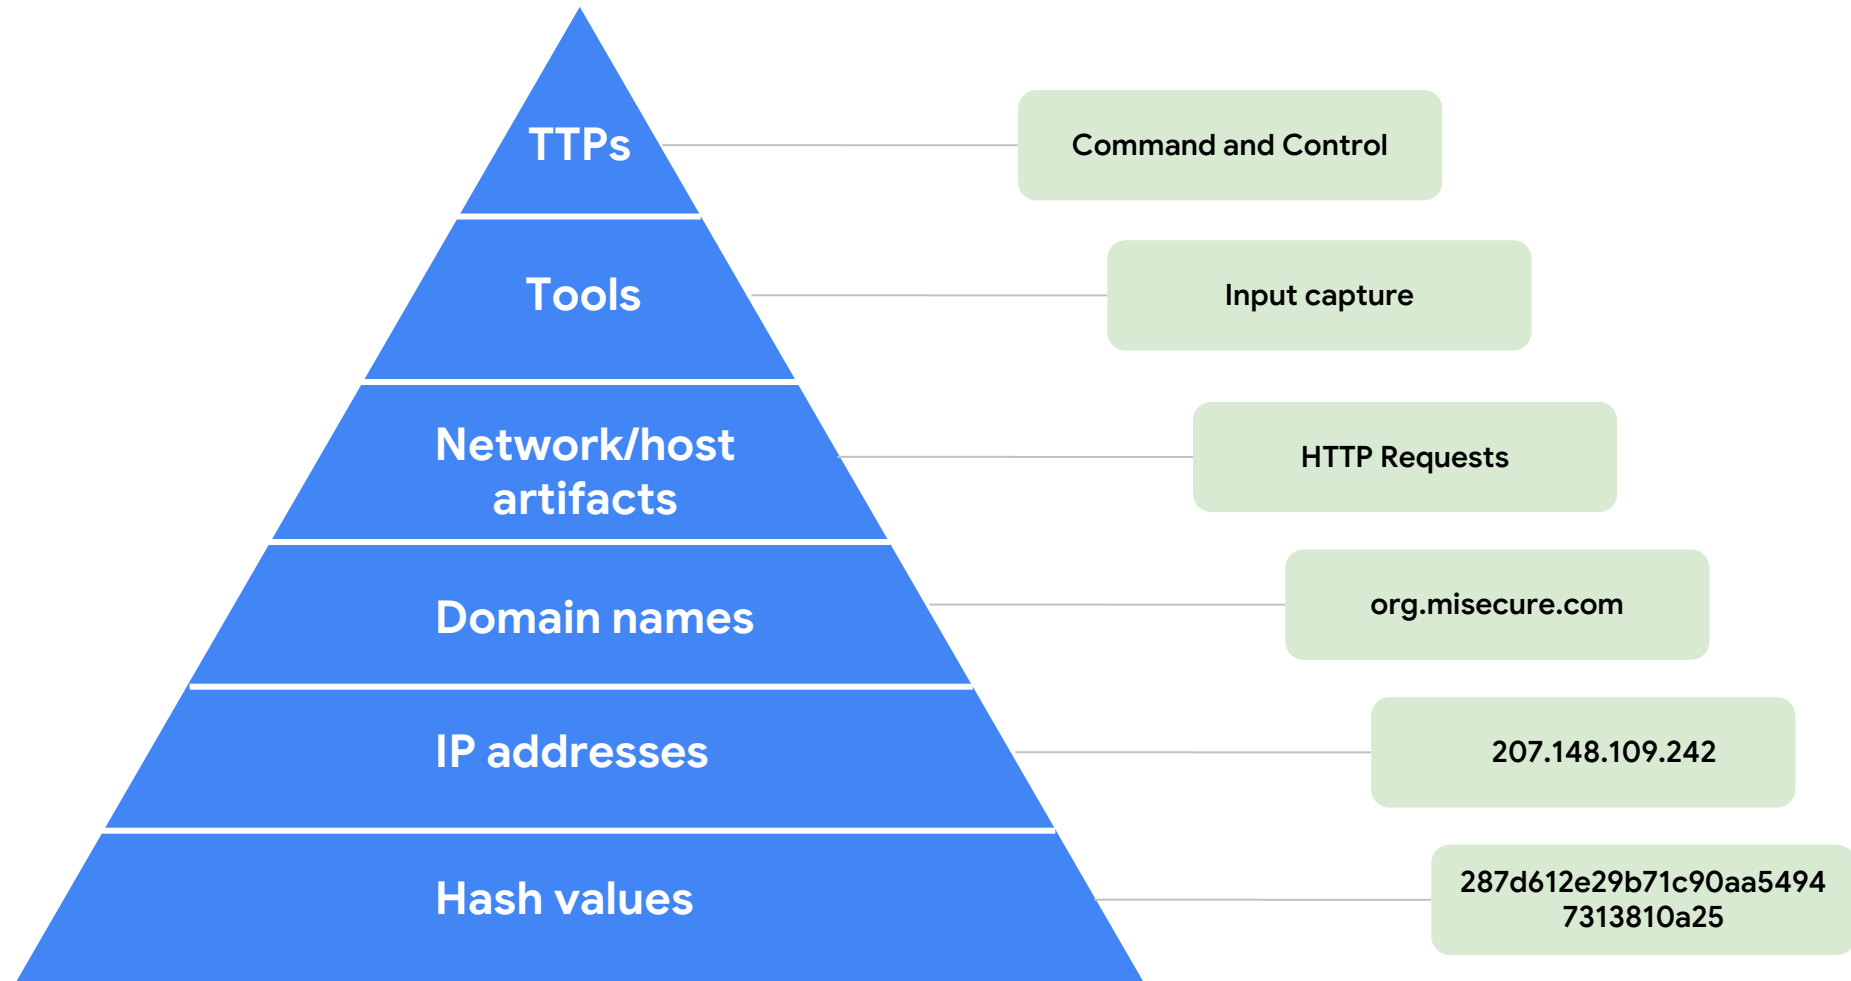 TTPs
Command and Control
Tools
Input capture
Network/host
artifacts
HTTP Requests
Domain names
org.misecure.com
IP addresses
207.148.109.242
Hash values
287d612e29b71c90aa5494
7313810a25